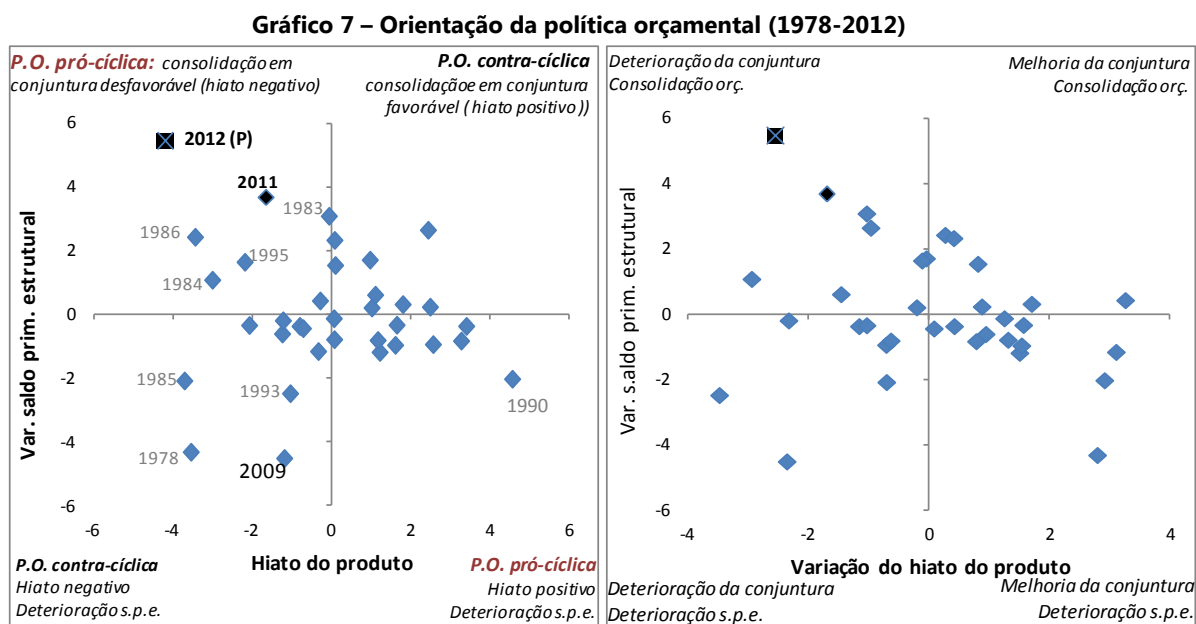 Gráfico 7 – Orientação da política orçamental (1978-2012)
P.O. pró-cíclica: consolidação em
conjuntura desfavorável (hiato negativo)
P.O. contra-cíclica
consolidaçãoe em conjuntura
favorável ( hiato positivo ))
6
4
2
0
-2
-4
-6
Var. saldo prim. estrutural
2012 (P)
2011
1983
1986
1995
1984
1985
1993
1990
1978
2009
-6
-4
-2
0
2
4
6
Hiato do produto
P.O. contra-cíclica
Hiato negativo
Deterioração s.p.e.
P.O. pró-cíclica
Hiato positivo
Deterioração s.p.e.
Deterioração da conjuntura
Consolidação orç.
Melhoria da conjuntura
Consolidação orç.
6
4
2
0
-2
-4
-6
Var. s.aldo prim. estrutural
-4
-2
0
2
4
Variação do hiato do produto
Deterioração da conjuntura
Deterioração s.p.e.
Melhoria da conjuntura
Deterioração s.p.e.